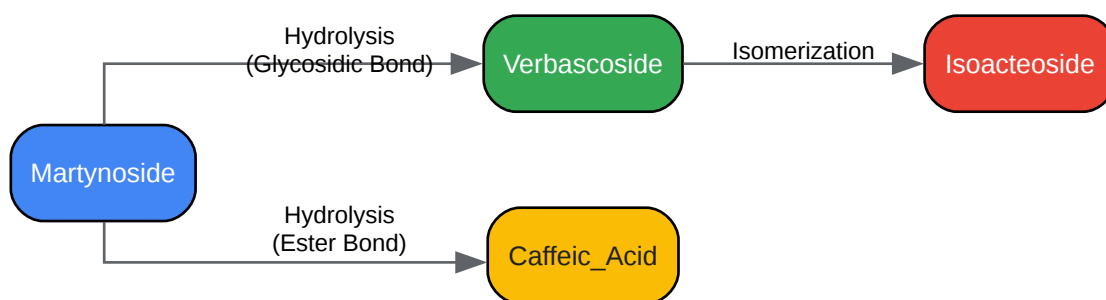 Hydrolysis
(Glycosidic Bond)
Verbascoside
Isomerization
Isoacteoside
Martynoside
Hydrolysis
(Ester Bond)
Caffeic_Acid